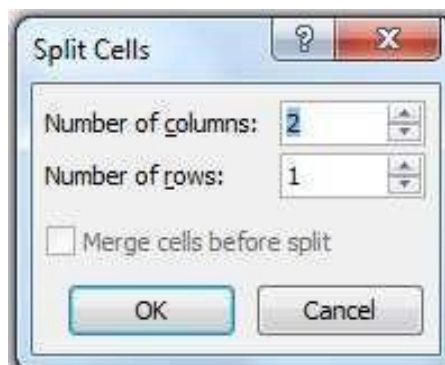 Split Cells
Number of columns: 2
Number of rows: 1
Merge cells before split
OK Cancel